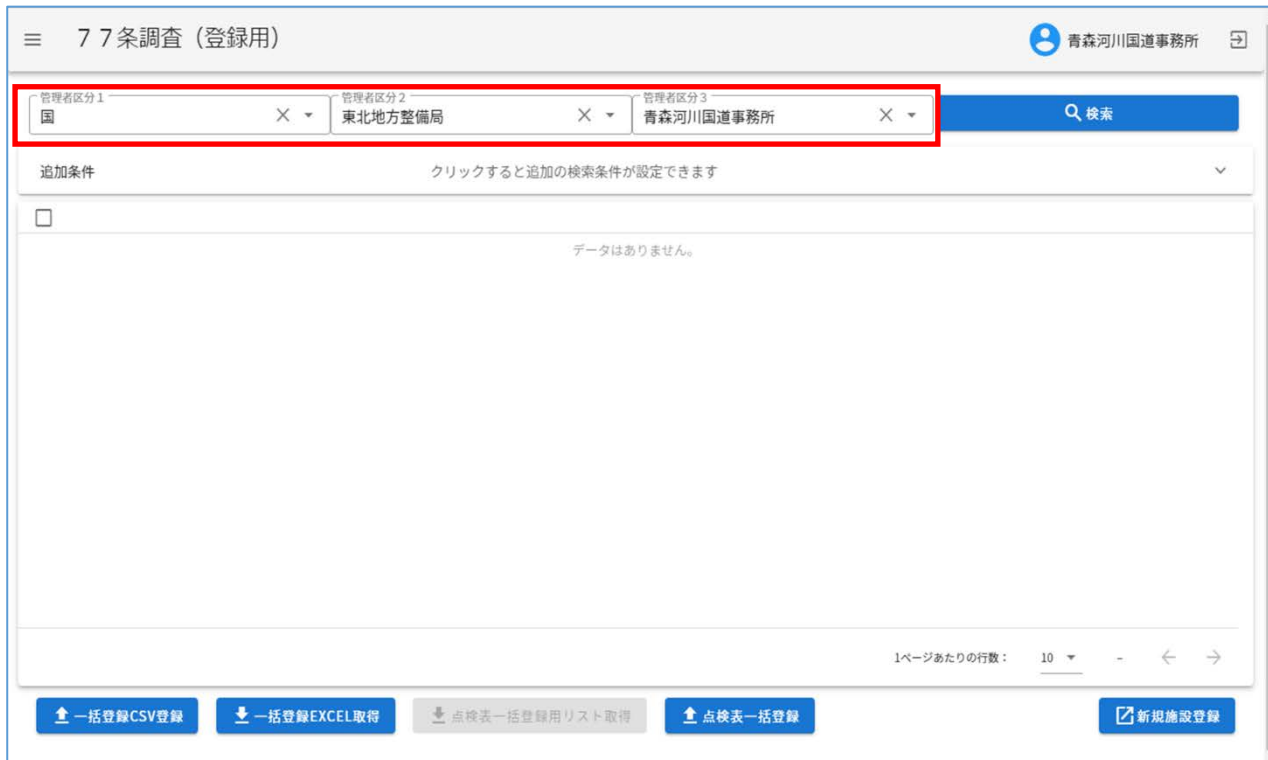 ７７条調査（登録用）
青森河川国道事務所
管理者区分１
国
管理者区分２
東北地方整備局
管理者区分３
青森河川国道事務所
検索
追加条件
クリックすると追加の検索条件が設定できます
データはありません。
1ページあたりの行数：
10
-
一括登録CSV登録
一括登録EXCEL取得
点検表一括登録用リスト取得
点検表一括登録
新規施設登録